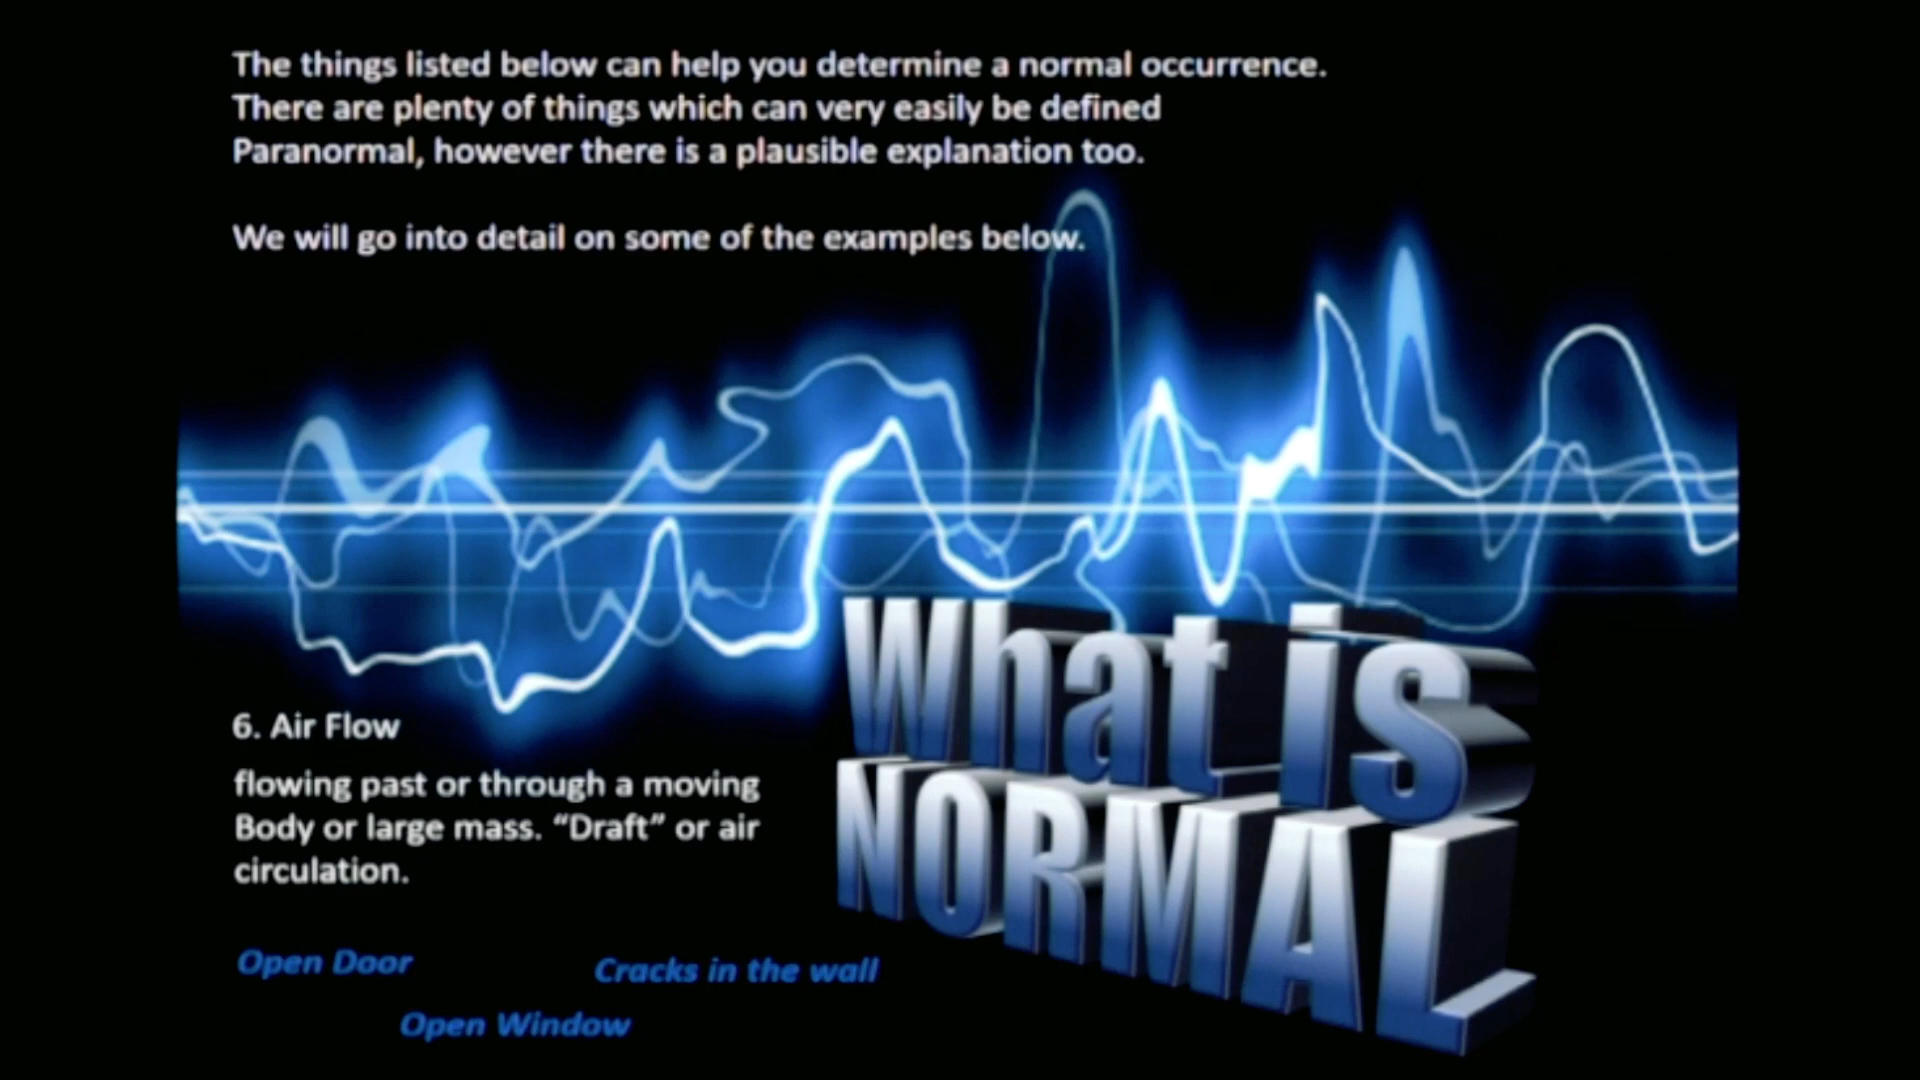 The things listed below can help you determine a normal occurrence.
There are plenty of things which can very easily be defined
Paranormal, however there is a plausible explanation too.
We will go into detail on some of the examples below.
6. Air Flow
flowing past or through a moving
Body or large mass. “Draft” or air
circulation.
Open Door
Cracks in the wall
Open Window
What is
NORMAL